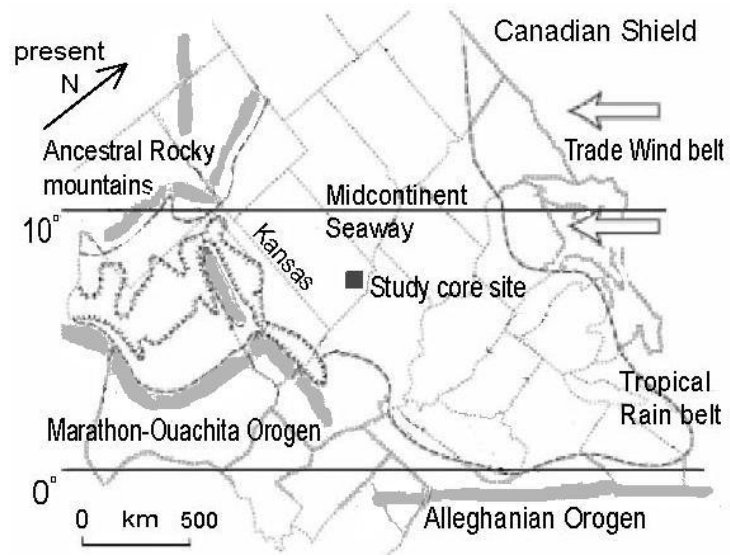 Canadian Shield
present
N
Trade Wind belt
Ancestral Rocky
mountains
Midcontinent
Seaway
10°
Kansas
Study core site
Tropical
Rain belt
Marathon-Ouachita Orogen
0°
0 km 500
Alleghanian Orogen